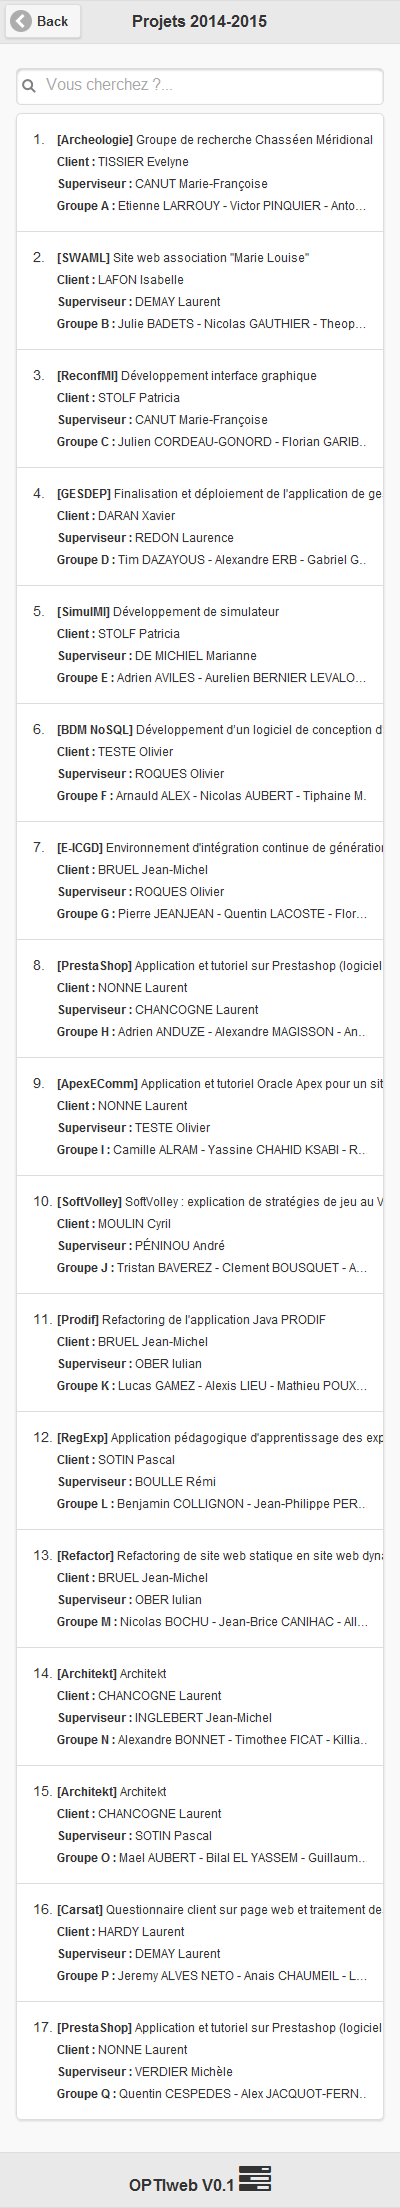 Back
Projets 2014-2015
Vous cherchez ?...
1. [Archeologie] Groupe de recherche Chasséen Méridional
Client : TISSIER Evelyne
Superviseur : CANUT Marie-Françoise
Groupe A : Etienne LARROUY - Victor PINQUIER - Anto...
2. [SWAML] Site web association "Marie Louise"
Client : LAFON Isabelle
Superviseur : DEMAY Laurent
Groupe B : Julie BADETS - Nicolas GAUTHIER - Theop...
3. [ReconfMI] Développement interface graphique
Client : STOLF Patricia
Superviseur : CANUT Marie-Françoise
Groupe C : Julien CORDEAU-GONORD - Florian GARIB..
4. [GESDEP] Finalisation et déploiement de l'application de ge
Client : DARAN Xavier
Superviseur : REDON Laurence
Groupe D : Tim DAZAYOUS - Alexandre ERB - Gabriel G..
5. [SimulMI] Développement de simulateur
Client : STOLF Patricia
Superviseur : DE MICHIEL Marianne
Groupe E : Adrien AVILES - Aurelien BERNIER LEVALO...
6. [BDM NoSQL] Développement d'un logiciel de conception d
Client : TESTE Olivier
Superviseur : ROQUES Olivier
Groupe F : Arnauld ALEX - Nicolas AUBERT - Tiphaine M.
7. [E-ICGD] Environnement d'intégration continue de génération
Client : BRUEL Jean-Michel
Superviseur : ROQUES Olivier
Groupe G : Pierre JEANJEAN - Quentin LACOSTE - Flor...
8. [PrestaShop] Application et tutoriel sur Prestashop (logiciel
Client : NONNE Laurent
Superviseur : CHANCOGNE Laurent
Groupe H : Adrien ANDUZE - Alexandre MAGISSON - An..
9. [ApexEComm] Application et tutoriel Oracle Apex pour un sit
Client : NONNE Laurent
Superviseur : TESTE Olivier
Groupe I : Camille ALRAM - Yassine CHAHID KSABI - R...
10. [SoftVolley] SoftVolley : explication de stratégies de jeu au V
Client : MOULIN Cyril
Superviseur : PÉNINOU André
Groupe J : Tristan BAVEREZ - Clement BOUSQUET - A...
11. [Prodif] Refactoring de l'application Java PRODIF
Client : BRUEL Jean-Michel
Superviseur : OBER Iulian
Groupe K : Lucas GAMEZ - Alexis LIEU - Mathieu POUX...
12. [RegExp] Application pédagogique d'apprentissage des exp
Client : SOTIN Pascal
Superviseur : BOULLE Rémi
Groupe L : Benjamin COLLIGNON - Jean-Philippe PER..
13. [Refactor] Refactoring de site web statique en site web dyna
Client : BRUEL Jean-Michel
Superviseur : OBER Iulian
Groupe M : Nicolas BOCHU - Jean-Brice CANIHAC - All...
14. [Architekt] Architekt
Client : CHANCOGNE Laurent
Superviseur : INGLEBERT Jean-Michel
Groupe N : Alexandre BONNET - Timothee FICAT - Killia..
15. [Architekt] Architekt
Client : CHANCOGNE Laurent
Superviseur : SOTIN Pascal
Groupe O : Mael AUBERT - Bilal EL YASSEM - Guillaum..
16. [Carsat] Questionnaire client sur page web et traitement de
Client : HARDY Laurent
Superviseur : DEMAY Laurent
Groupe P : Jeremy ALVES NETO - Anais CHAUMEIL - L...
17. [PrestaShop] Application et tutoriel sur Prestashop (logiciel
Client : NONNE Laurent
Superviseur : VERDIER Michèle
Groupe Q : Quentin CESPEDES - Alex JACQUOT-FERN..
OPTIweb V0.1